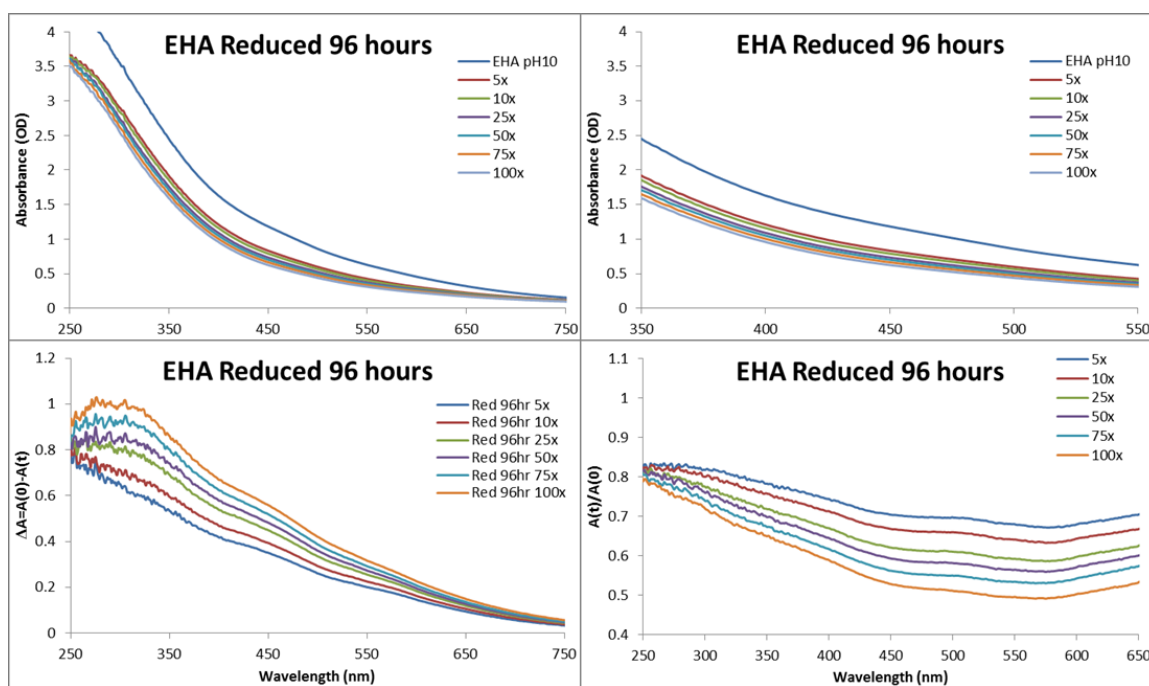 EHA Reduced 96 hours
Absorbance (OD)
4
3.5
3
2.5
2
1.5
1
0.5
0
250 350 450 550 650 750
EHA pH10
5x
10x
25x
50x
75x
100x
EHA Reduced 96 hours
Absorbance (OD)
4
3.5
3
2.5
2
1.5
1
0.5
0
350 400 450 500 550
EHA pH10
5x
10x
25x
50x
75x
100x
EHA Reduced 96 hours
ΔA=A(0)-A(t)
1.2
1
0.8
0.6
0.4
0.2
0
250 350 450 550 650 750
Wavelength (nm)
Red 96hr 5x
Red 96hr 10x
Red 96hr 25x
Red 96hr 50x
Red 96hr 75x
Red 96hr 100x
EHA Reduced 96 hours
A(t)/A(0)
1.1
1
0.9
0.8
0.7
0.6
0.5
0.4
250 300 350 400 450 500 550 600 650
Wavelength (nm)
5x
10x
25x
50x
75x
100x